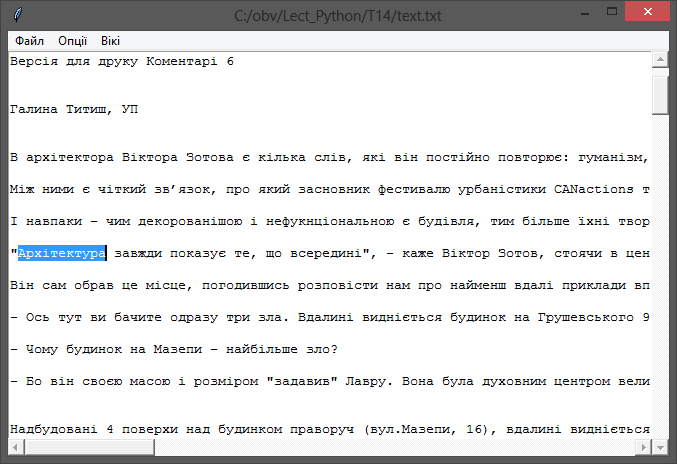 C:/obv/Lect_Python/T14/text.txt
Файл Опції Вікі
Версія для друку Коментарі 6
Галина Титиш, УП
В архітектора Віктора Зотова є кілька слів, які він постійно повторює: гуманізм,
Між ними є чіткий зв’язок, про який засновник фестивалю урбаністики CANactions т
І навпаки – чим декорованішою і нефукнціональною є будівля, тим більше їхні твор
"Архітектура завжди показує те, що всередині", – каже Віктор Зотов, стоячи в цен
Він сам обрав це місце, погодившись розповісти нам про найменш вдалі приклади вп
– Ось тут ви бачите одразу три зла. Вдалині видніється будинок на Грушевського 9
– Чому будинок на Мазепи – найбільше зло?
– Бо він своєю масою і розміром "задавив" Лавру. Вона була духовним центром вели
Надбудовані 4 поверхи над будинком праворуч (вул.Мазепи, 16), вдалині видніється